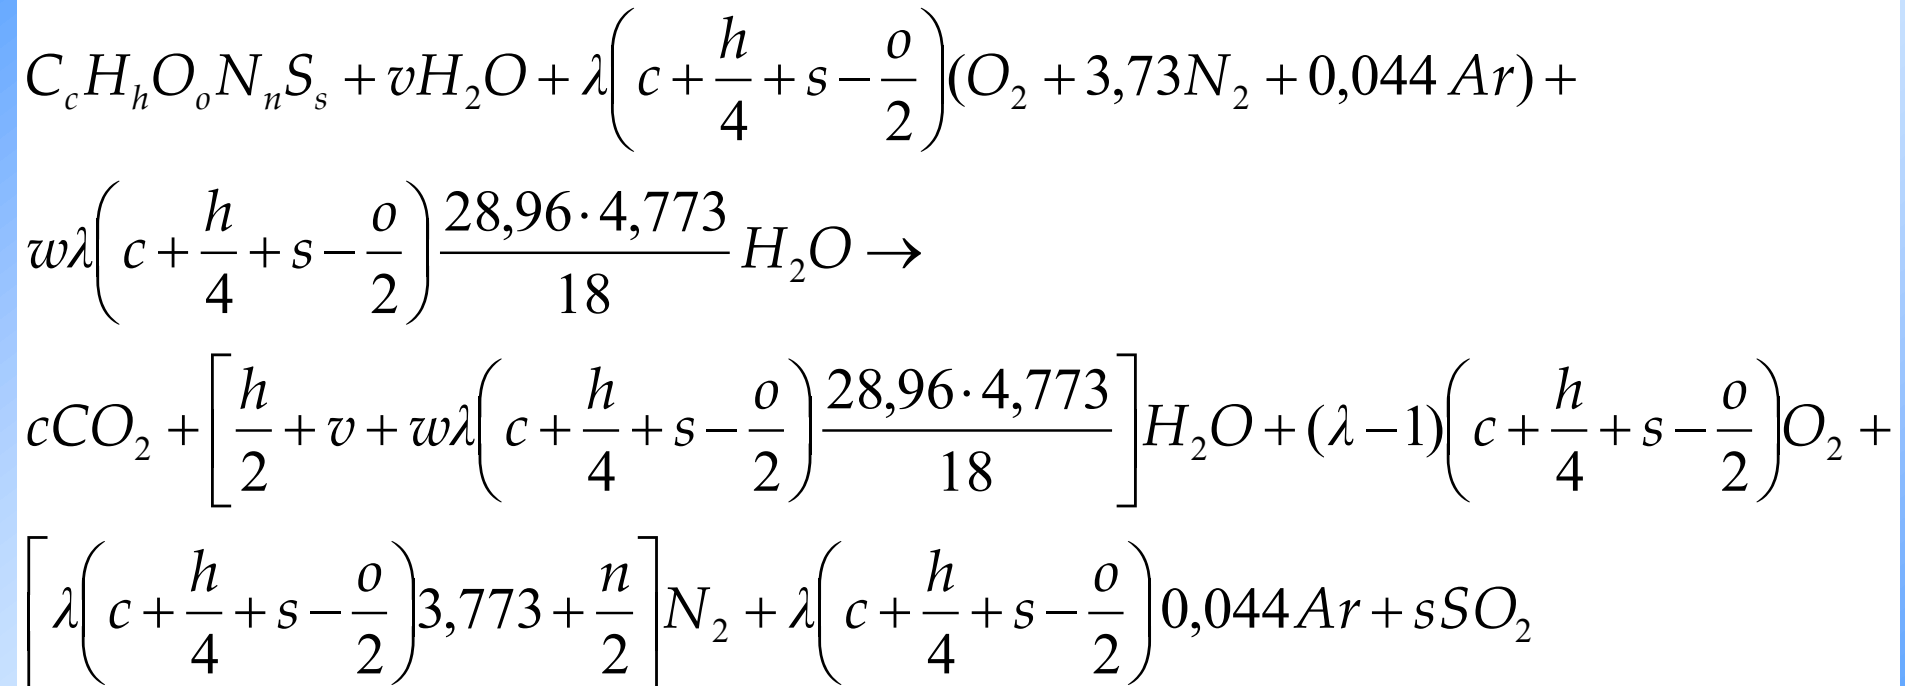 C_cH_hO_oN_nS_s + vH_2O + λ(c + h/4 + s − o/2)(O_2 + 3,73N_2 + 0,044 Ar) +
wλ(c + h/4 + s − o/2) 28,96·4,773/18 H_2O →
cCO_2 + [h/2 + v + wλ(c + h/4 + s − o/2) 28,96·4,773/18]H_2O + (λ − 1)(c + h/4 + s − o/2)O_2 +
[λ(c + h/4 + s − o/2)3,773 + n/2]N_2 + λ(c + h/4 + s − o/2)0,044 Ar + sSO_2